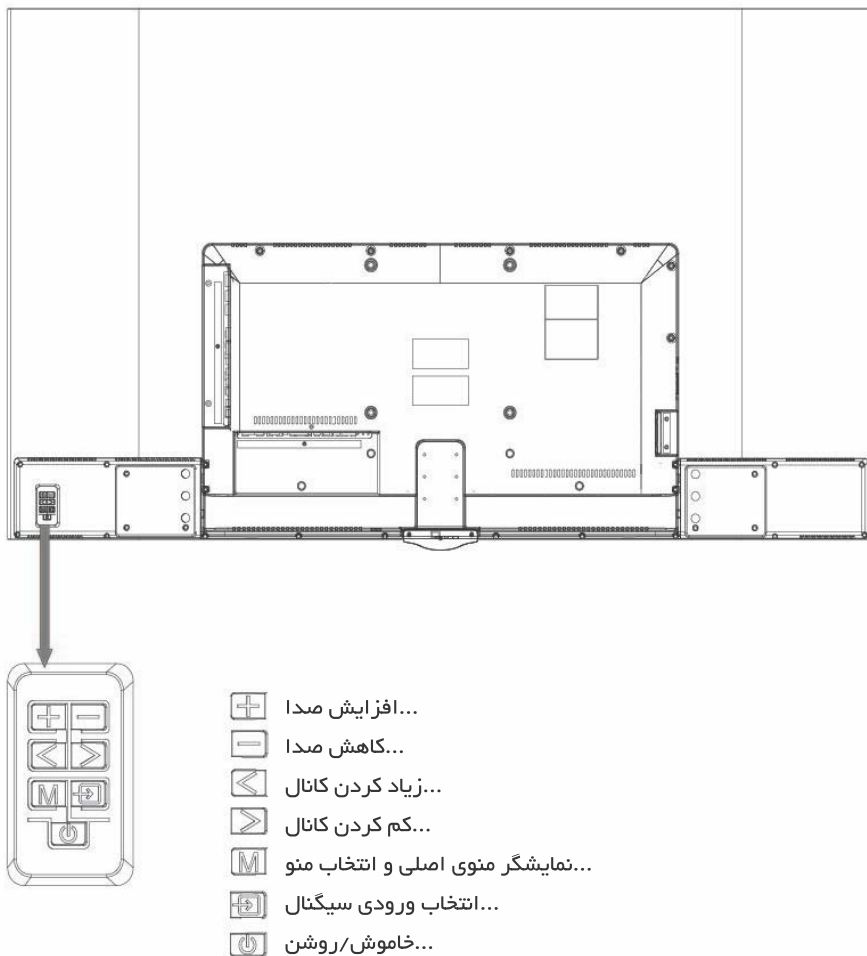 M
+ افزایش صدا...
- کاهش صدا...
< زیاد کردن کانال...
> کم کردن کانال...
M نمایشگر منوی اصلی و انتخاب منو...
انتخاب ورودی سیگنال...
خاموش/روشن...